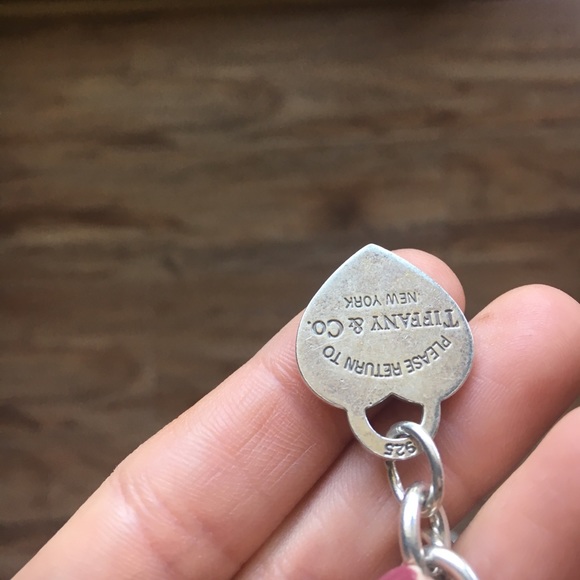 925
PLEASE RETURN TO
TIFFANY & CO.
NEW YORK